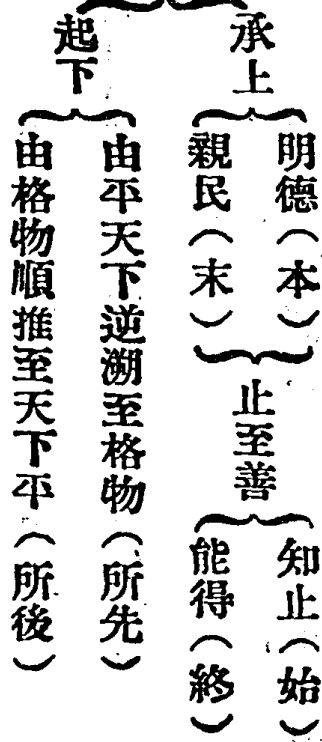 承上
明德（本）
親民（末）
止至善
知止（始）
能得（終）
起下
由平天下逆溯至格物（所先）
由格物順推至天下平（所後）